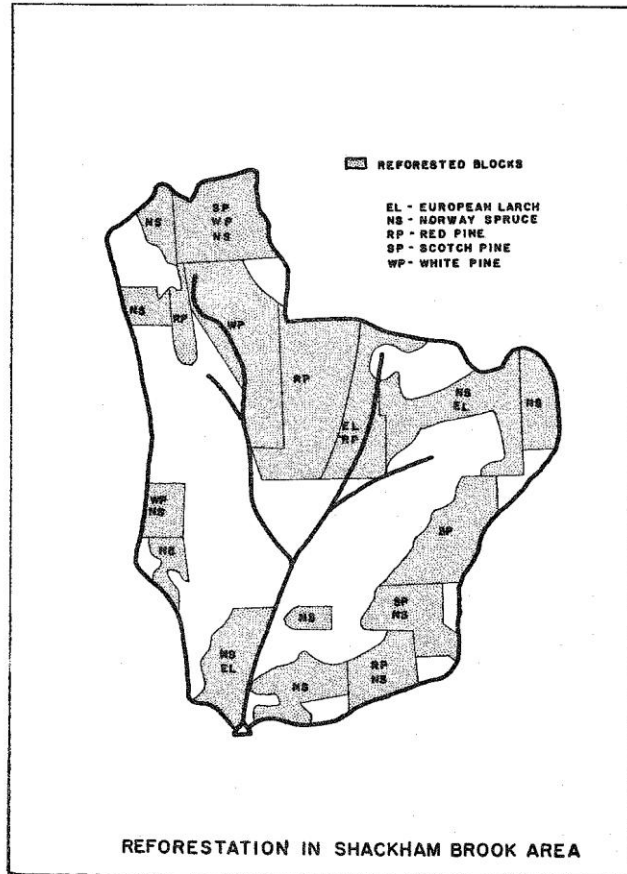 REFORESTED BLOCKS
EL - EUROPEAN LARCH
NS - NORWAY SPRUCE
RP - RED PINE
SP - SCOTCH PINE
WP - WHITE PINE
NS
SP
WP
NS
NS
RP
WP
RP
EL
RP
NS
EL
NS
WP
NS
NS
SP
SP
NS
NS
NS
EL
RP
NS
NS
REFORESTATION IN SHACKHAM BROOK AREA